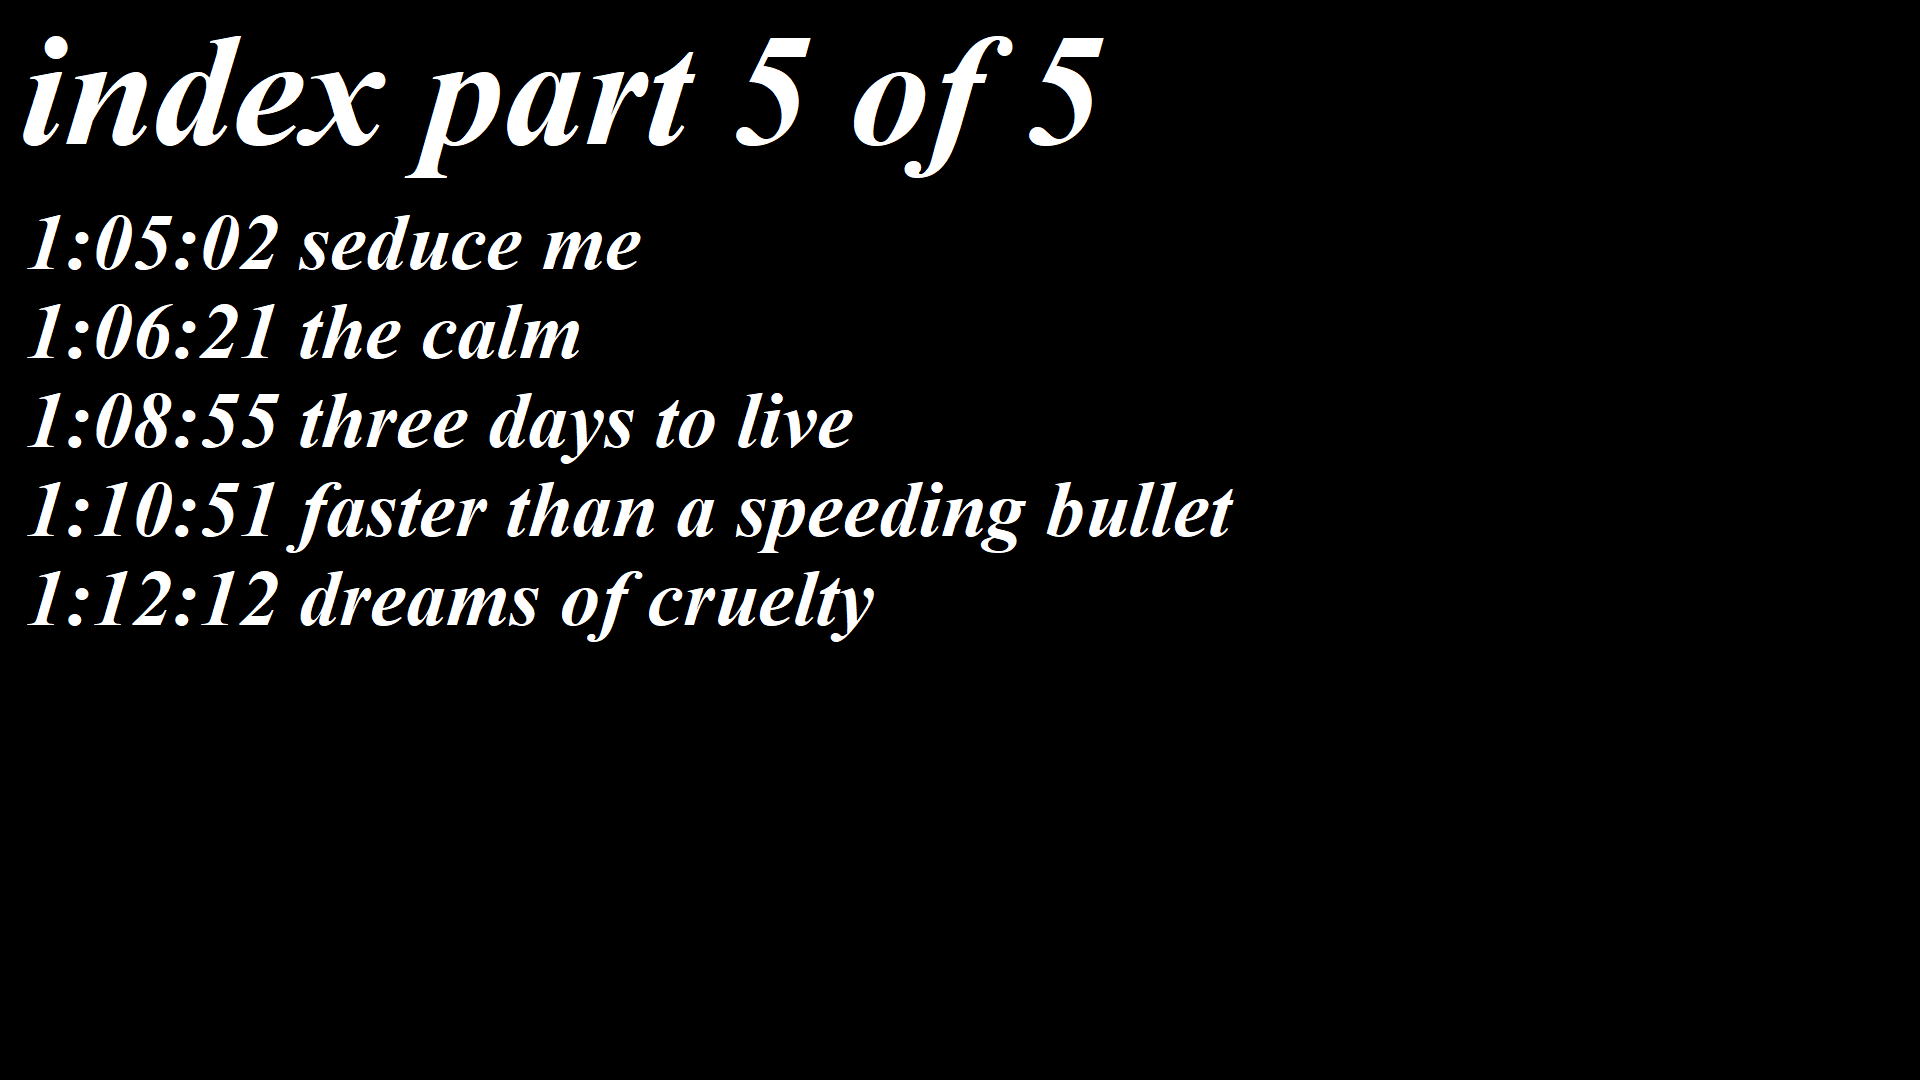 index part 5 of 5
1:05:02 seduce me
1:06:21 the calm
1:08:55 three days to live
1:10:51 faster than a speeding bullet
1:12:12 dreams of cruelty